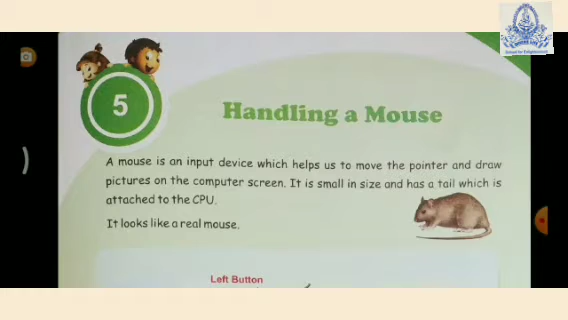 5
Handling a Mouse
A mouse is an input device which helps us to move the pointer and draw
pictures on the computer screen. It is small in size and has a tail which is
attached to the CPU.
It looks like a real mouse.
Left Button